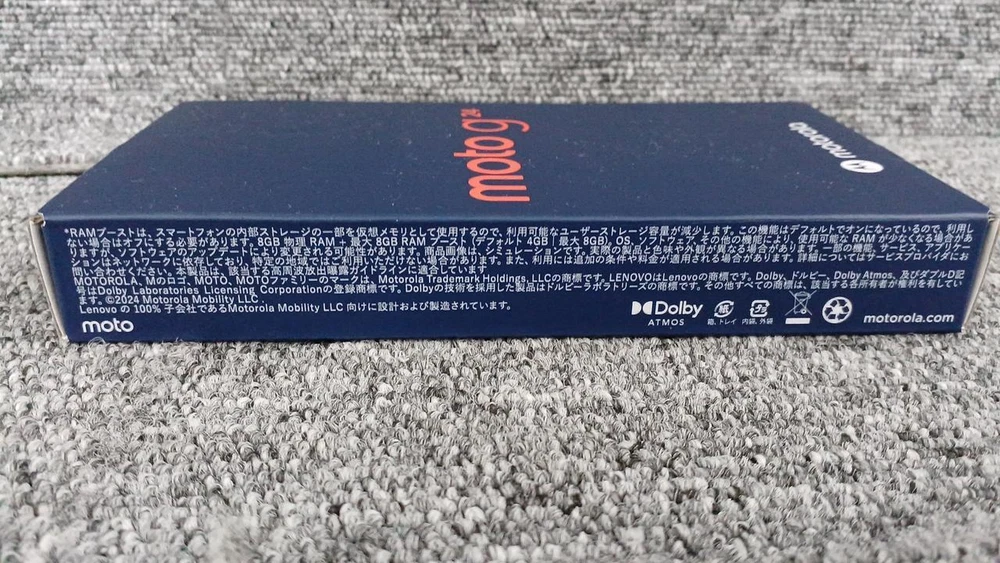 moto g 24
motorola
*RAMブーストは、スマートフォンの内部ストレージの一部を仮想メモリとして使用するので、利用可能なユーザーストレージ容量が減少します。この機能はデフォルトでオンになっているので、利用し
ない場合はオフにする必要があります。8GB 物理 RAM + 最大 8GB RAM ブースト (デフォルト 4GB | 最大 8GB)。OS、ソフトウェア、その他の機能により、使用可能な RAM が少なくなる場合があり
ますが、ソフトウェアのアップデートにより変更される可能性があります。商品画像は、シミュレーションです。実際の製品と色味や外観が異なる場合があります。一部の機能、サービス、アプリケー
ションはネットワークに依存しており、特定の地域ではご利用いただけない場合があります。また、利用には追加の条件や料金が適用される場合があります。詳細についてはサービスプロバイダにお
問い合わせください。本製品は、該当する高周波放出曝露ガイドラインに適合しています
MOTOROLA、Mのロゴ、MOTO、MOTOファミリーのマークは、Motorola Trademark Holdings, LLCの商標です。LENOVOはLenovoの商標です。Dolby、ドルビー、Dolby Atmos、及びダブルD記
号はDolby Laboratories Licensing Corporationの登録商標です。Dolbyの技術を採用した製品はドルビーラボラトリーズの商標です。その他すべての商標は、該当する各所有者が権利を有してい
ます。©2024 Motorola Mobility LLC
Lenovo の 100% 子会社であるMotorola Mobility LLC 向けに設計および製造されています。
moto
Dolby
ATMOS
紙
箱、トレイ
プラ
内袋、外袋
motorola.com